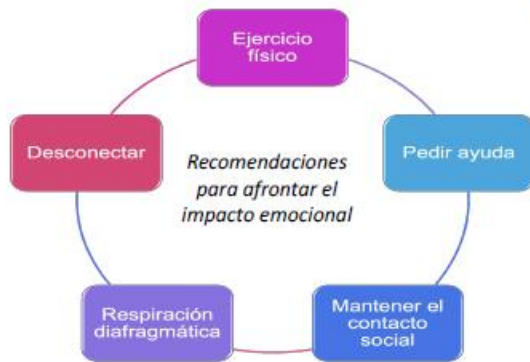 Ejercicio
físico
Pedir ayuda
Mantener el
contacto
social
Respiración
diafragmática
Desconectar
Recomendaciones
para afrontar el
impacto emocional